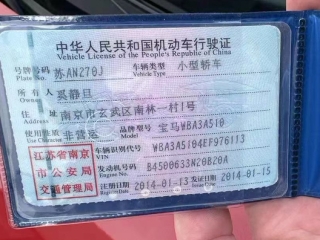 中华人民共和国机动车行驶证
Vehicle License of the People's Republic of China
号牌号码 苏AN270J 车辆类型 小型轿车
Plate No. Vehicle Type
所有人
Owner
住址 南京市玄武区南林一村1号
Address
使用性质 非营运 品牌型号 宝马WBA3A510
Use Character Model
江苏省南京
市公安局
交通管理局
车辆识别代号 WBA3A5104EF976113
VIN
发动机号码 B4500633N20B20A
Engine No.
注册日期 2014-01-13 发证日期 2014-01-15
Register Date Issue Date